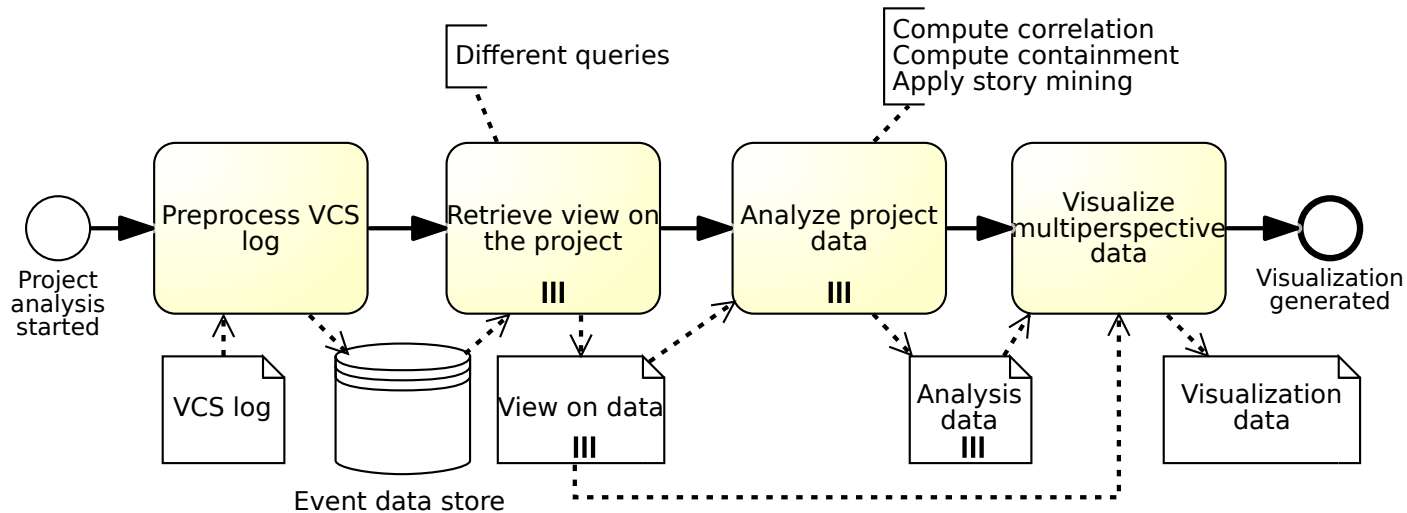 Different queries
Compute correlation
Compute containment
Apply story mining
Project
analysis
started
Preprocess VCS
log
Retrieve view on
the project
Analyze project
data
Visualize
multiperspective
data
Visualization
generated
VCS log
Event data store
View on data
Analysis
data
Visualization
data